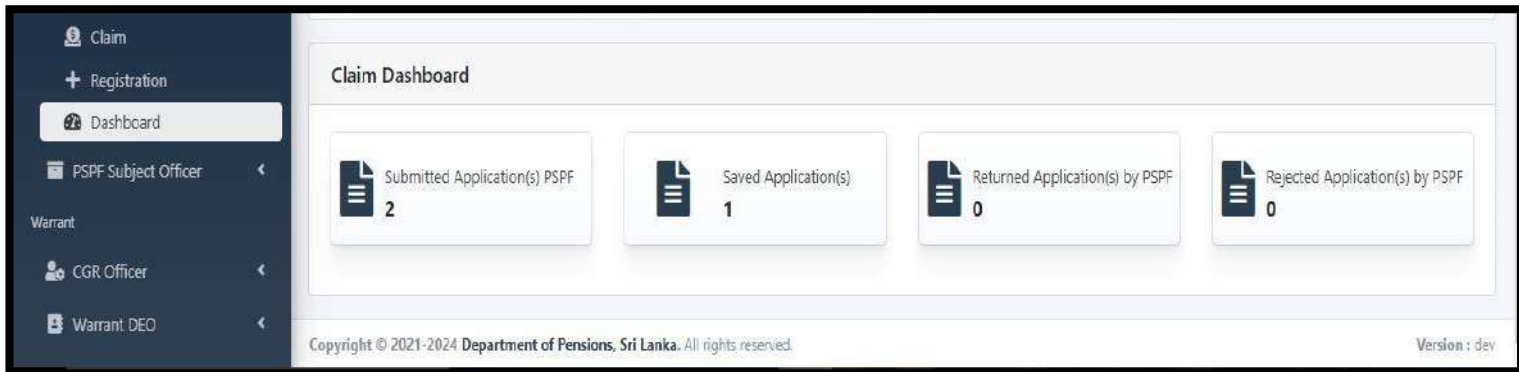 Claim
Registration
Dashboard
PSPF Subject Officer
Warrant
CGR Officer
Warrant DEO
Claim Dashboard
Submitted Application(s) PSPF
2
Saved Application(s)
1
Returned Application(s) by PSPF
0
Rejected Application(s) by PSPF
0
Copyright © 2021-2024 Department of Pensions, Sri Lanka. All rights reserved.
Version : dev